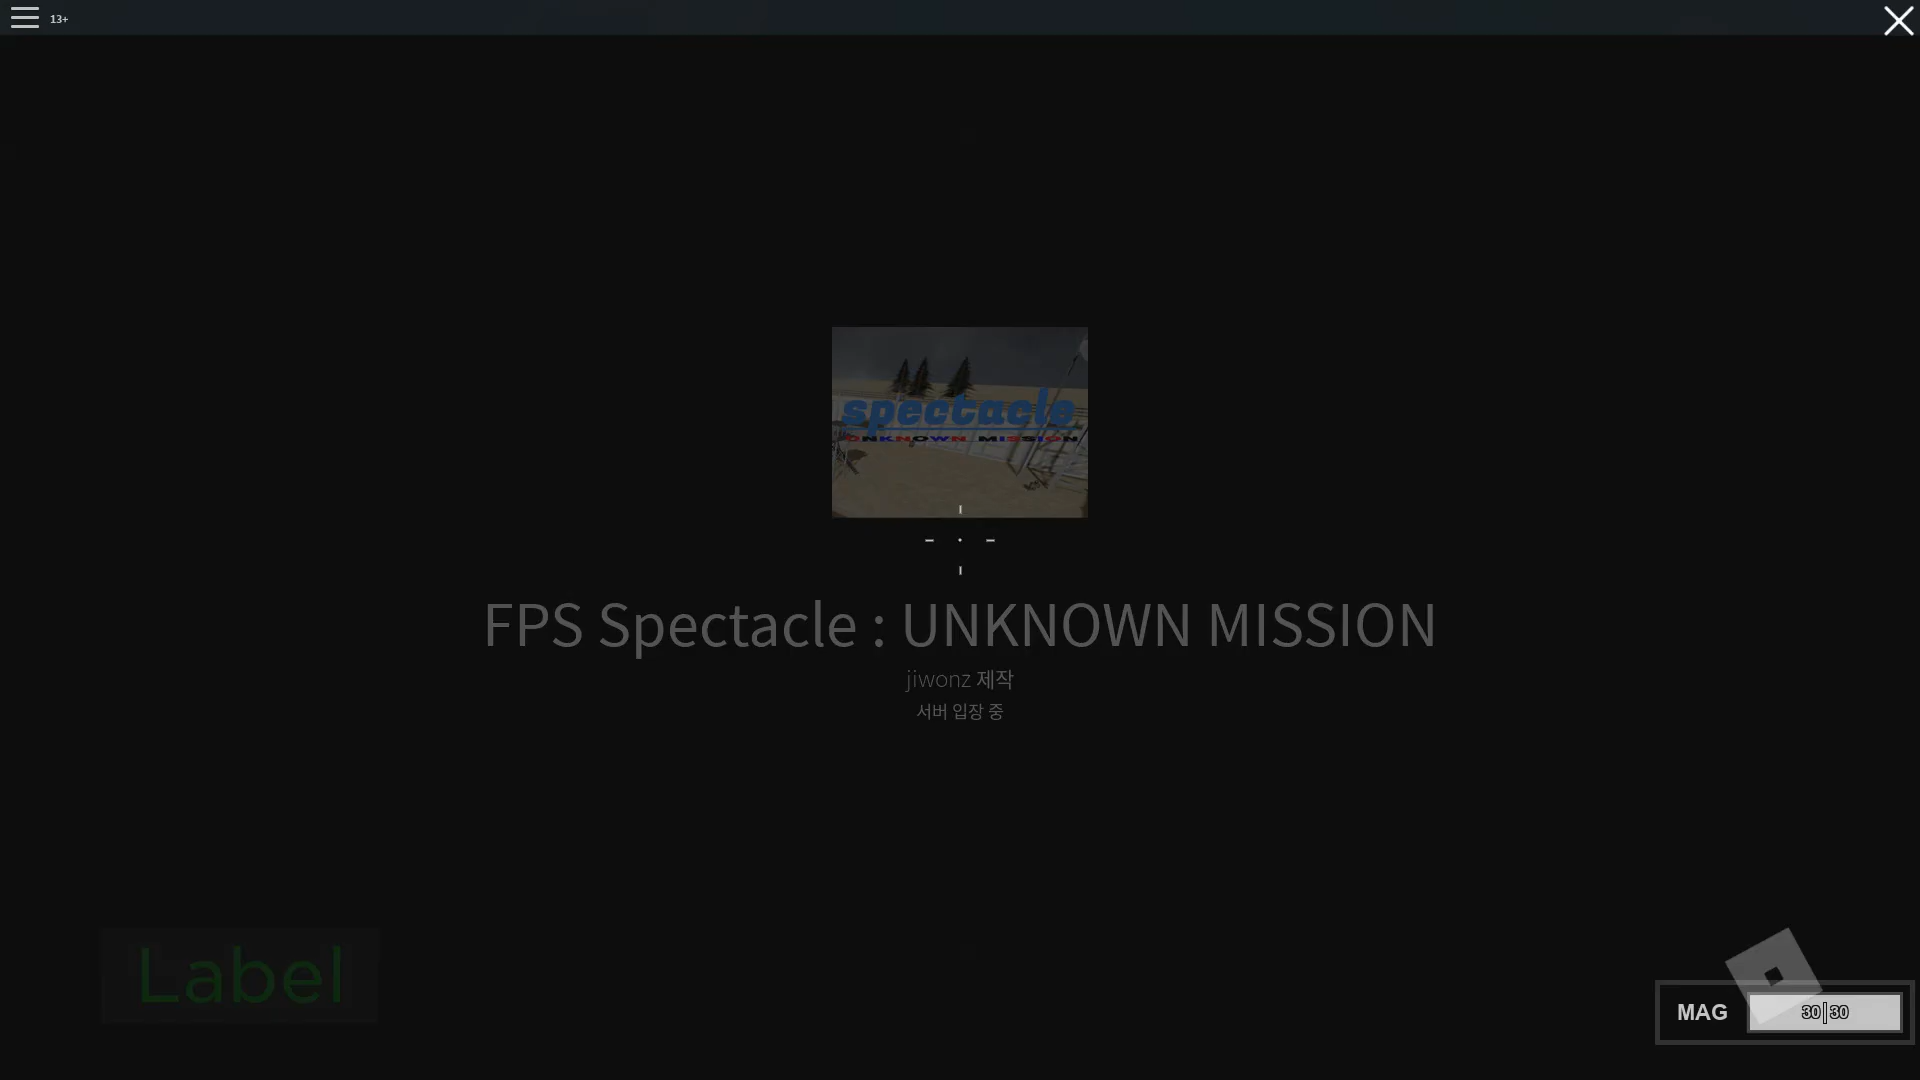 13+
spectacle
UNKNOWN MISSION
FPS Spectacle : UNKNOWN MISSION
jiwonz 제작
서버 입장 중
Label
MAG 30|30